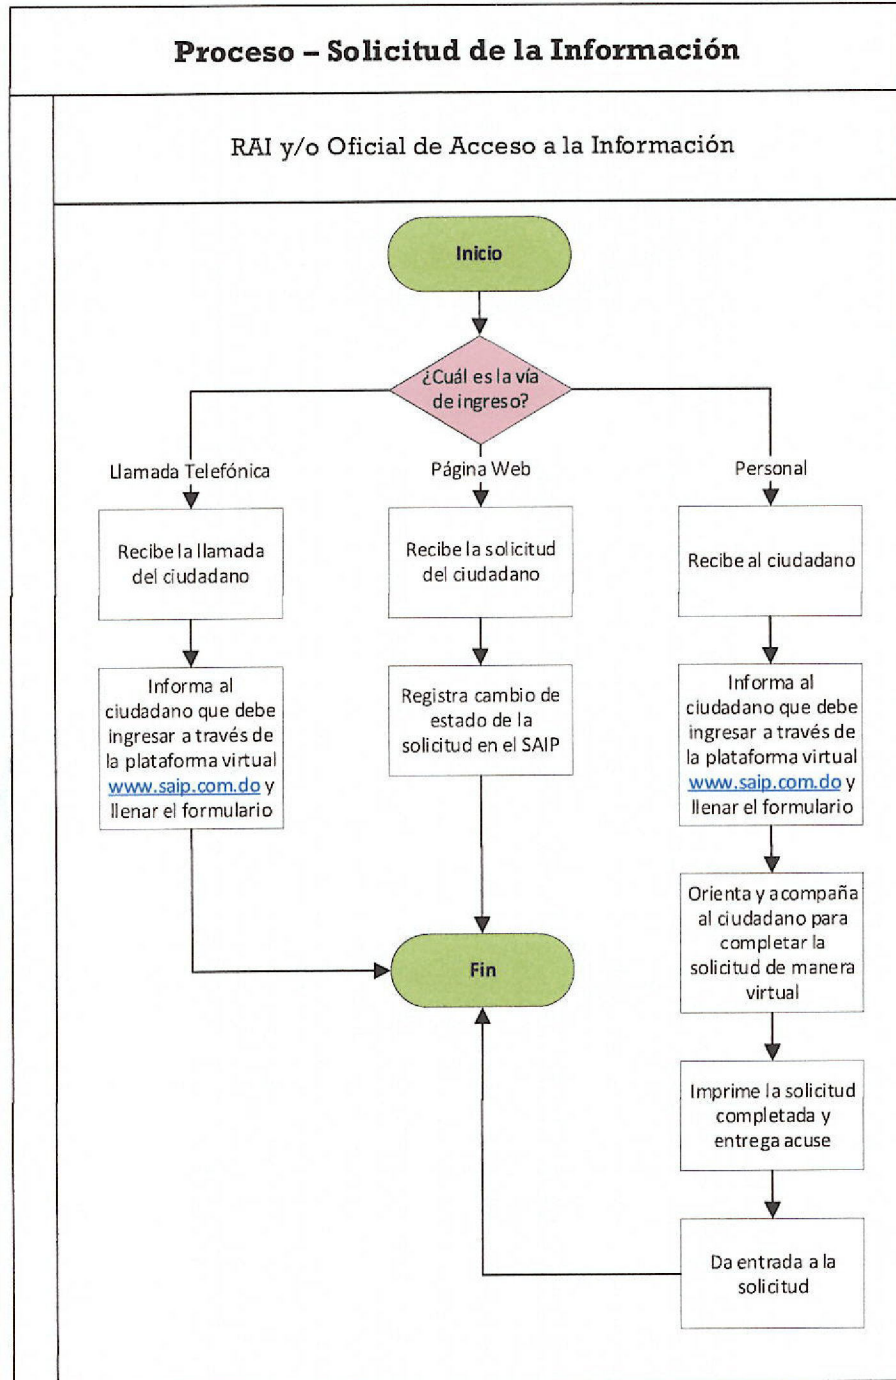 Proceso – Solicitud de la Información
RAI y/o Oficial de Acceso a la Información
Inicio
¿Cuál es la vía
de ingreso?
Llamada Telefónica
Recibe la llamada
del ciudadano
Informa al
ciudadano que debe
ingresar a través de
la plataforma virtual
www.saip.com.do y
llenar el formulario
Página Web
Recibe la solicitud
del ciudadano
Registra cambio de
estado de la
solicitud en el SAIP
Personal
Recibe al ciudadano
Informa al
ciudadano que debe
ingresar a través de
la plataforma virtual
www.saip.com.do y
llenar el formulario
Orienta y acompaña
al ciudadano para
completar la
solicitud de manera
virtual
Imprime la solicitud
completada y
entrega acuse
Da entrada a la
solicitud
Fin